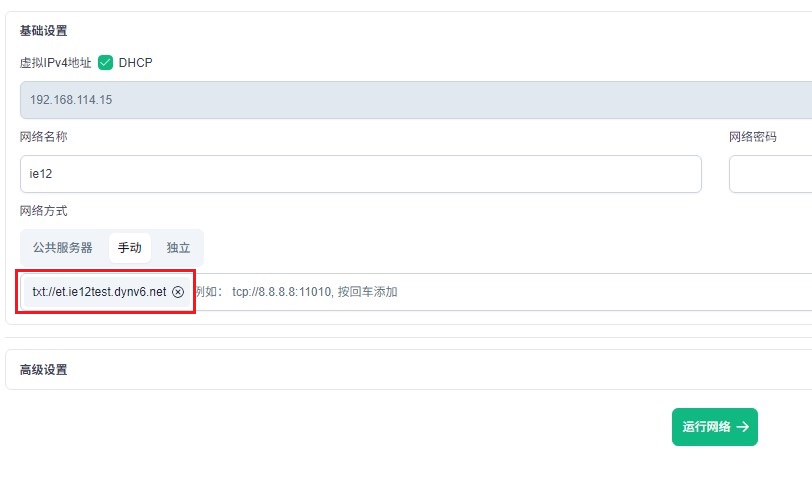 基础设置
虚拟IPv4地址 DHCP
192.168.114.15
网络名称 网络密码
ie12
网络方式
公共服务器 手动 独立
txt://et.ie12test.dynv6.net 例如： tcp://8.8.8.8:11010, 按回车添加
高级设置
运行网络